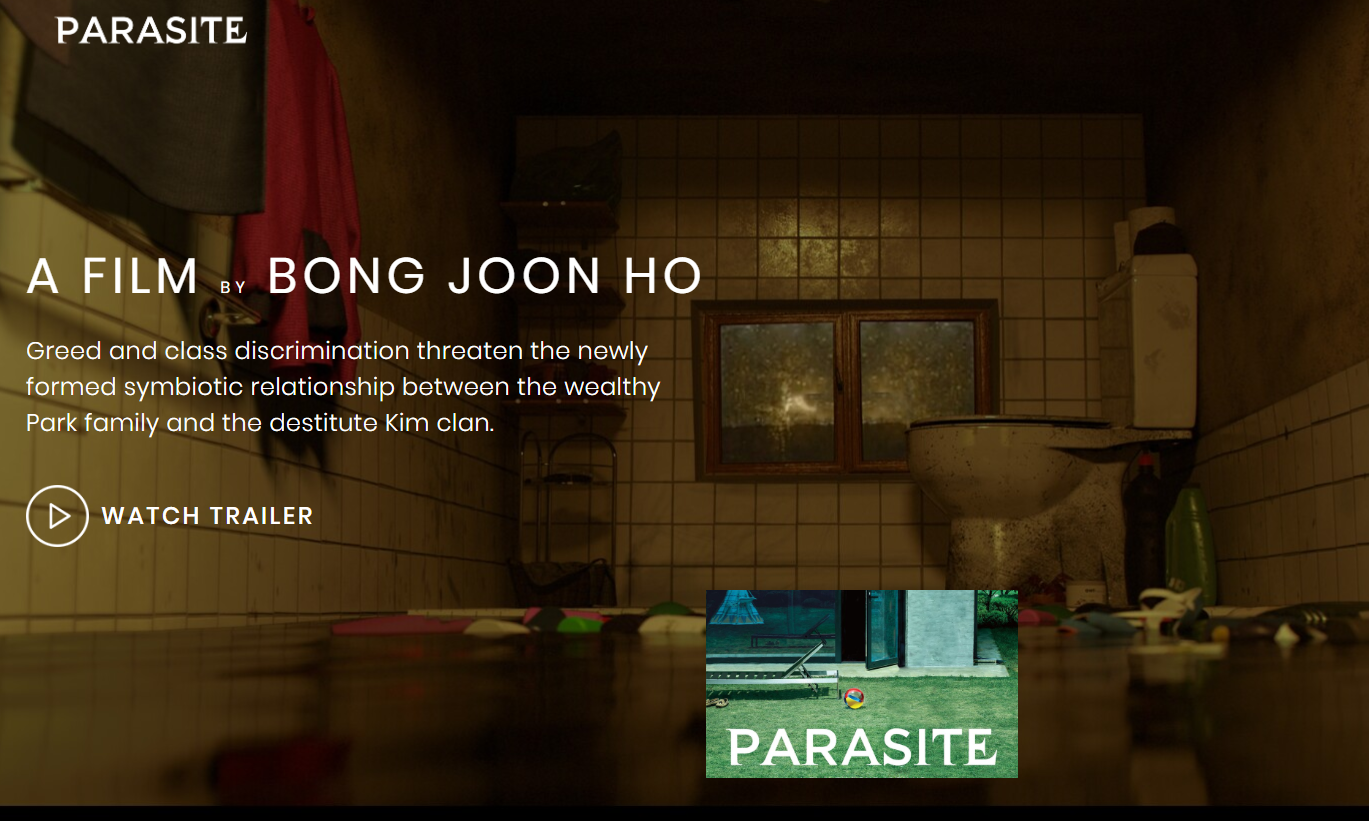 PARASITE
A FILM BY BONG JOON HO
Greed and class discrimination threaten the newly
formed symbiotic relationship between the wealthy
Park family and the destitute Kim clan.
WATCH TRAILER
PARASITE